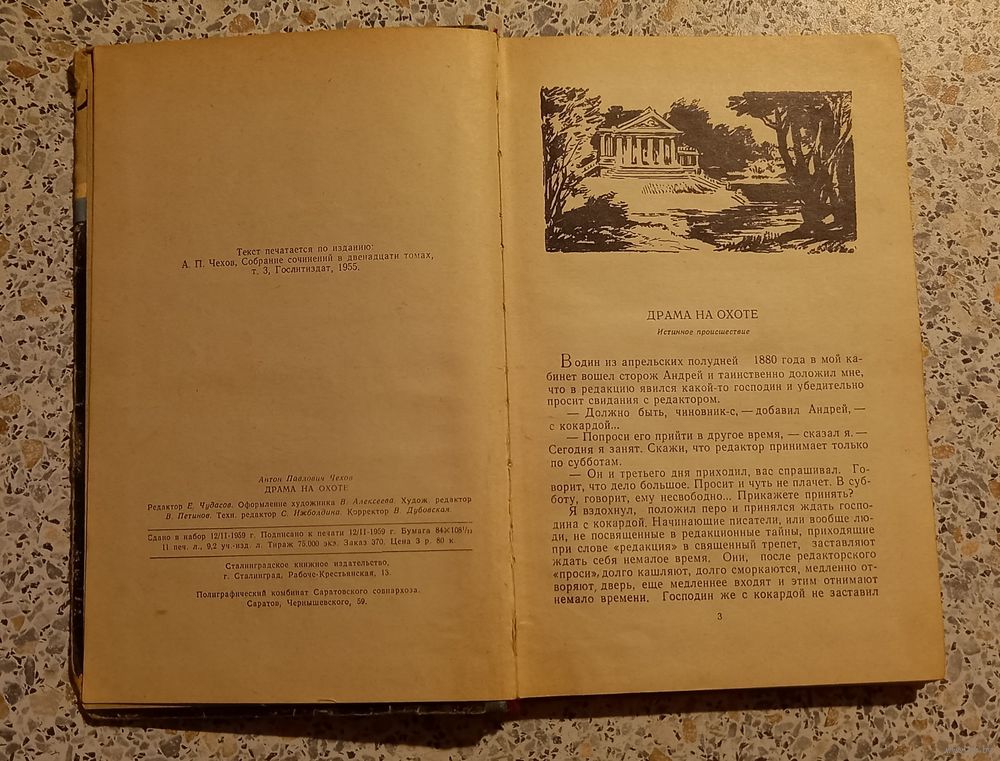 Текст печатается по изданию:
А. П. Чехов, Собрание сочинений в двенадцати томах,
т. 3, Гослитиздат, 1955.
Антон Павлович Чехов
ДРАМА НА ОХОТЕ
Редактор Е. Чудасов. Оформление художника В. Алексеева. Худож. редактор
В. Петинов. Техн. редактор С. Ижболдина. Корректор В. Дубовская.
Сдано в набор 12/II-1959 г. Подписано к печати 12/II-1959 г. Бумага 84×108¹/₃₂
11 печ. л., 9,2 уч.-изд. л. Тираж 75.000 экз. Заказ 370. Цена 3 р. 80 к.
Сталинградское книжное издательство,
г. Сталинград, Рабоче-Крестьянская, 13.
Полиграфический комбинат Саратовского совнархоза.
Саратов, Чернышевского, 59.
ДРАМА НА ОХОТЕ
Истинное происшествие
В один из апрельских полудней 1880 года в мой ка-
бинет вошел сторож Андрей и таинственно доложил мне,
что в редакцию явился какой-то господин и убедительно
просит свидания с редактором.
— Должно быть, чиновник-с, — добавил Андрей, —
с кокардой...
— Попроси его прийти в другое время, — сказал я. —
Сегодня я занят. Скажи, что редактор принимает только
по субботам.
— Он и третьего дня приходил, вас спрашивал. Го-
ворит, что дело большое. Просит и чуть не плачет. В суб-
боту, говорит, ему несвободно... Прикажете принять?
Я вздохнул, положил перо и принялся ждать госпо-
дина с кокардой. Начинающие писатели, или вообще лю-
ди, не посвященные в редакционные тайны, приходящие
при слове «редакция» в священный трепет, заставляют
ждать себя немалое время. Они, после редакторского
«проси», долго кашляют, долго сморкаются, медленно от-
воряют, дверь, еще медленнее входят и этим отнимают
немало времени. Господин же с кокардой не заставил
3